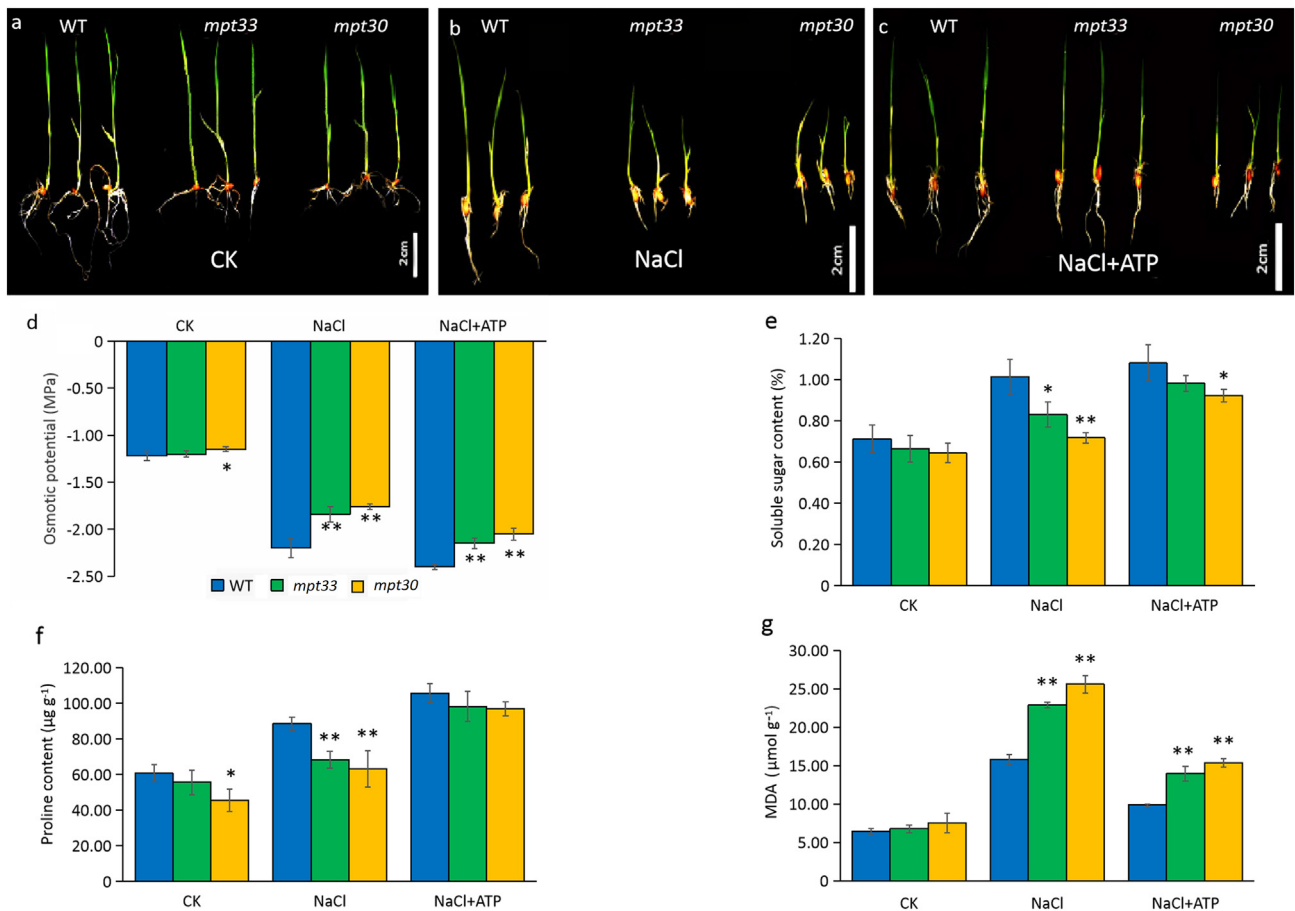 a WT mpt33 mpt30
CK
2cm
b WT mpt33 mpt30
NaCl
2cm
c WT mpt33 mpt30
NaCl+ATP
2cm
d
CK NaCl NaCl+ATP
Osmotic potential (MPa)
0
-0.50
-1.00
-1.50
-2.00
-2.50
*
** **
** **
WT mpt33 mpt30
e
Soluble sugar content (%)
1.20
1.00
0.80
0.60
0.40
0.20
0
* ** *
CK NaCl NaCl+ATP
f
Proline content (µg g⁻¹)
120.00
100.00
80.00
60.00
40.00
20.00
0.00
* ** **
CK NaCl NaCl+ATP
g
MDA (µmol g⁻¹)
30.00
25.00
20.00
15.00
10.00
5.00
0
** ** ** **
CK NaCl NaCl+ATP